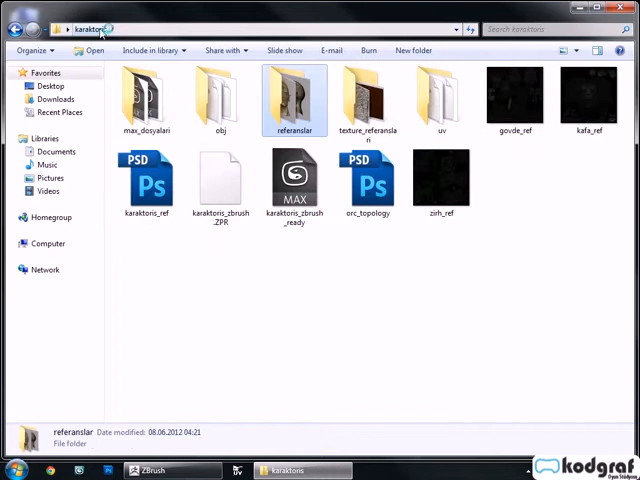 karaktoris
Search karaktoris
Organize
Open
Include in library
Share with
Slide show
E-mail
Burn
New folder
Favorites
Desktop
Downloads
Recent Places
Libraries
Documents
Music
Pictures
Videos
Homegroup
Computer
Network
max_dosyalari
obj
referanslar
texture_referansla
ri
uv
govde_ref
kafa_ref
PSD
Ps
karaktoris_ref
karaktoris_zbrush
.ZPR
MAX
karaktoris_zbrush
_ready
PSD
Ps
orc_topology
zirh_ref
referanslar Date modified: 08.06.2012 04:21
File folder
ZBrush
UV
karaktoris
kodgraf
Oyun Stüdyosu